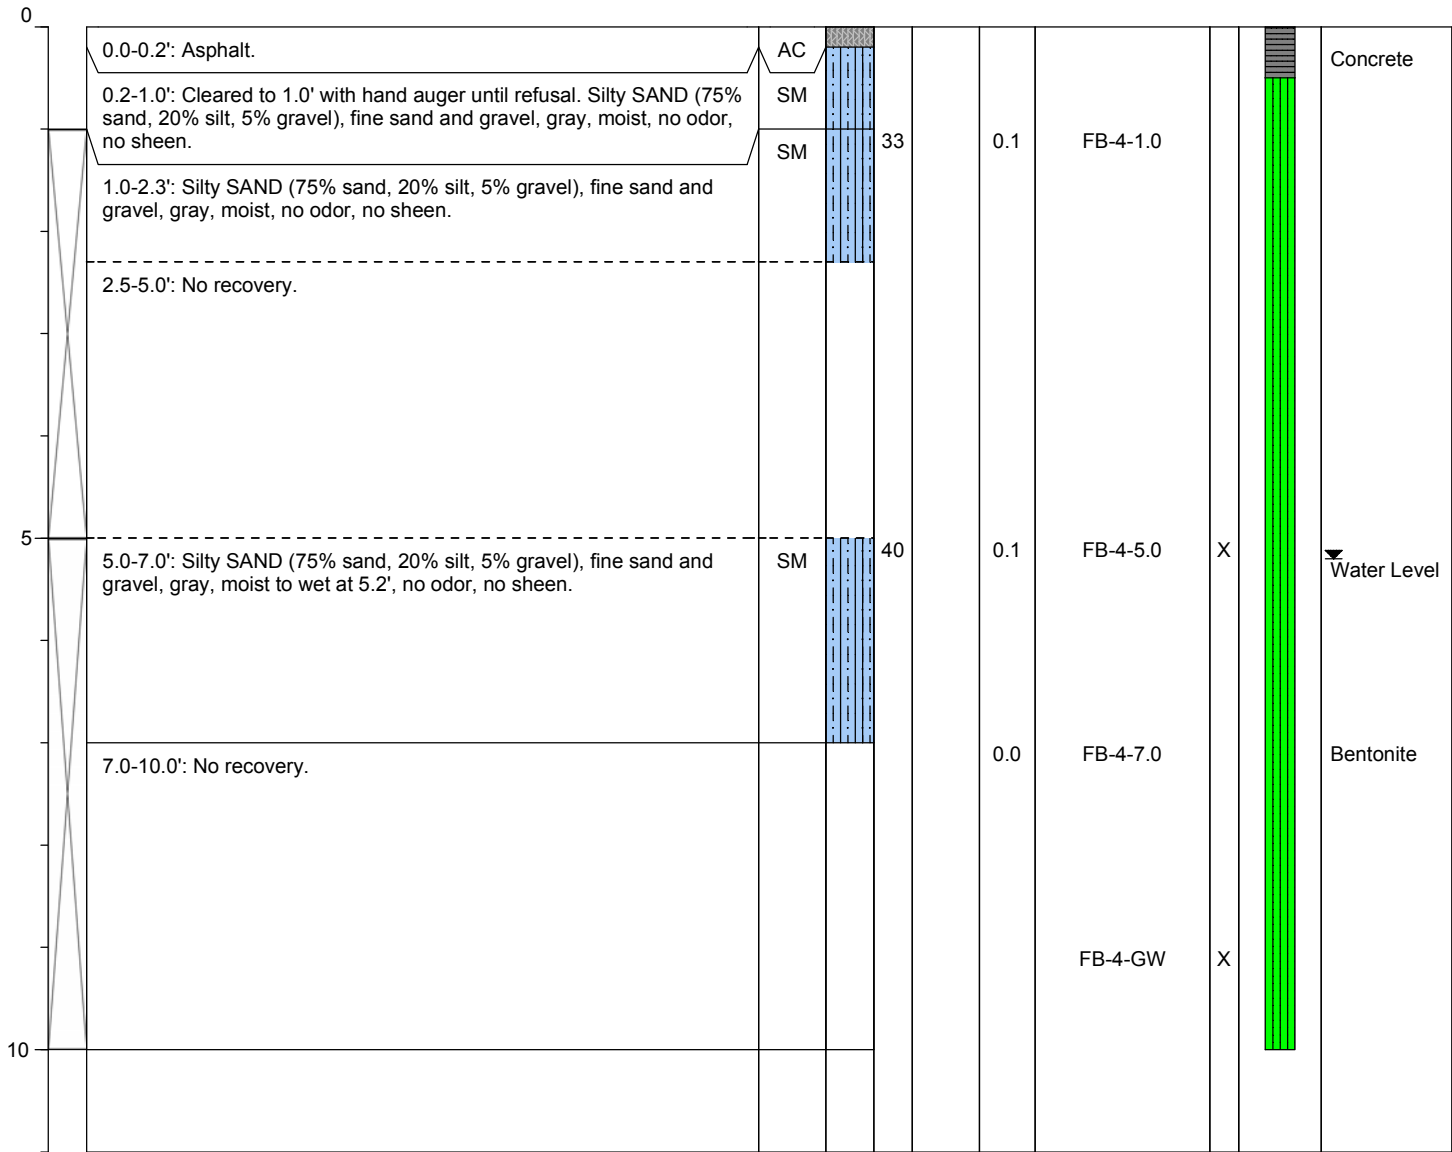 0
0.0-0.2': Asphalt.
AC
Concrete
0.2-1.0': Cleared to 1.0' with hand auger until refusal. Silty SAND (75%
sand, 20% silt, 5% gravel), fine sand and gravel, gray, moist, no odor,
no sheen.
SM
SM
33
0.1
FB-4-1.0
1.0-2.3': Silty SAND (75% sand, 20% silt, 5% gravel), fine sand and
gravel, gray, moist, no odor, no sheen.
2.5-5.0': No recovery.
5
5.0-7.0': Silty SAND (75% sand, 20% silt, 5% gravel), fine sand and
gravel, gray, moist to wet at 5.2', no odor, no sheen.
SM
40
0.1
FB-4-5.0
X
Water Level
7.0-10.0': No recovery.
0.0
FB-4-7.0
Bentonite
FB-4-GW
X
10